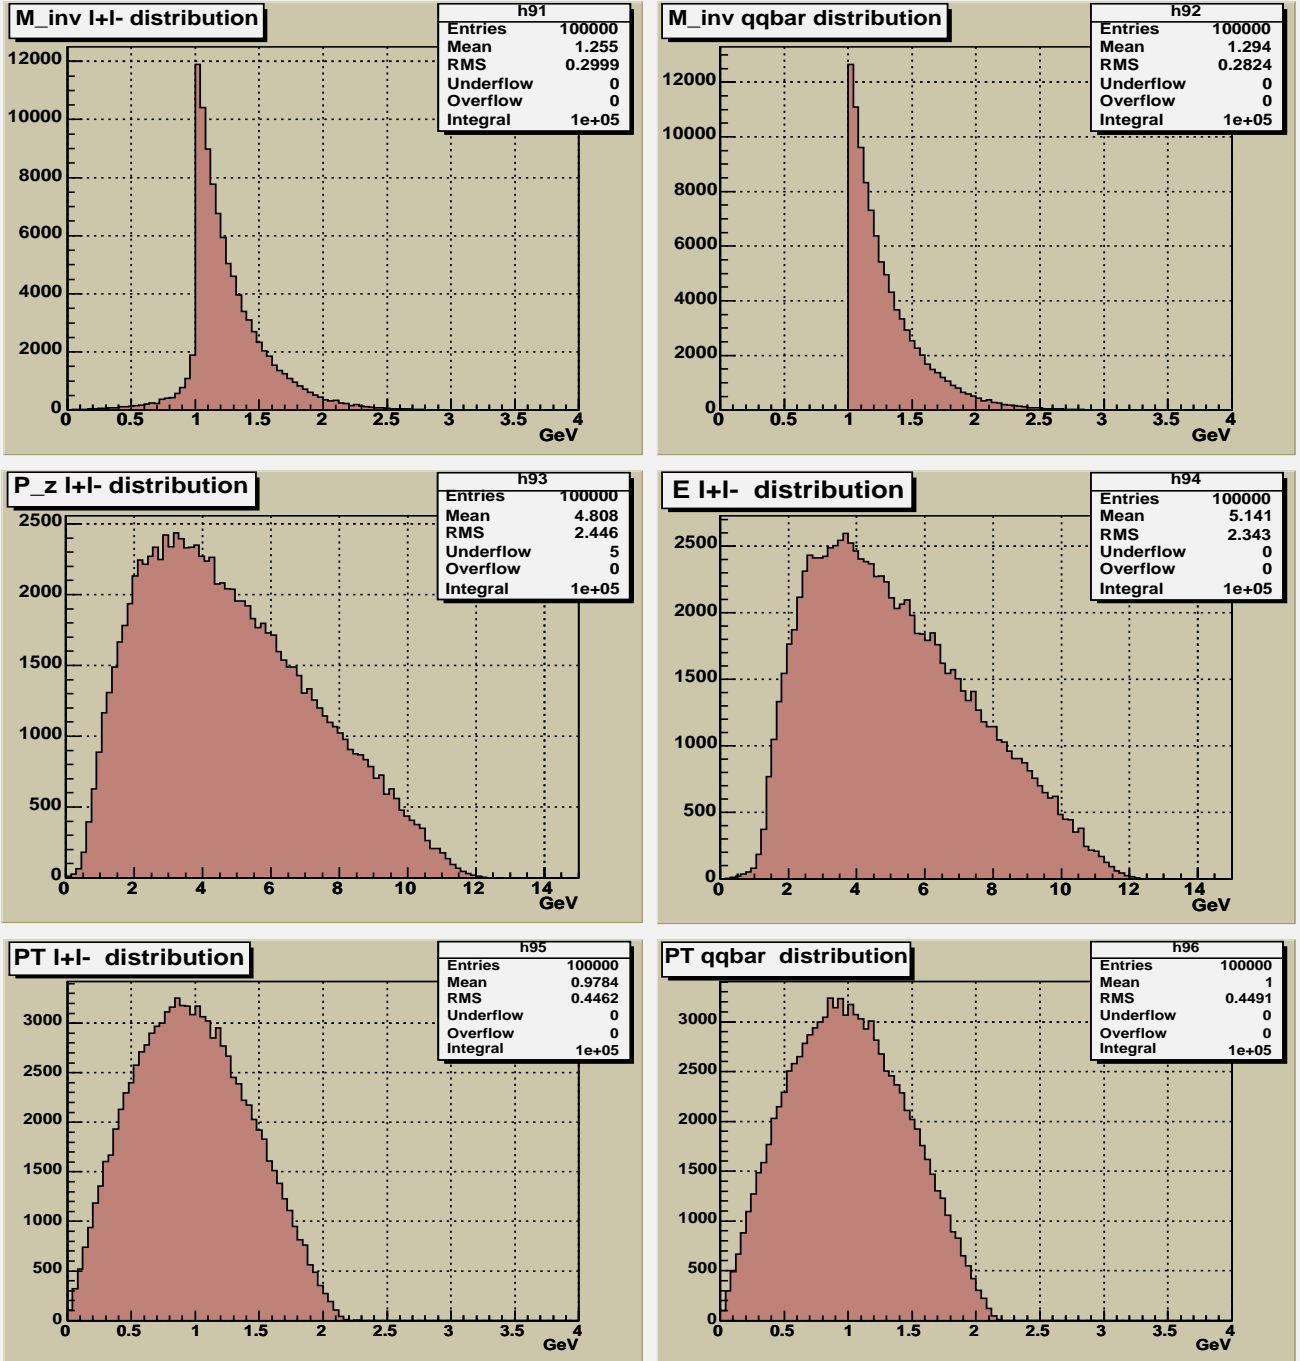 M_inv l+l- distribution
h91
Entries 100000
Mean 1.255
RMS 0.2999
Underflow 0
Overflow 0
Integral 1e+05
12000
10000
8000
6000
4000
2000
0
0 0.5 1 1.5 2 2.5 3 3.5 4
GeV
M_inv qqbar distribution
h92
Entries 100000
Mean 1.294
RMS 0.2824
Underflow 0
Overflow 0
Integral 1e+05
12000
10000
8000
6000
4000
2000
0
0 0.5 1 1.5 2 2.5 3 3.5 4
GeV
P_z l+l- distribution
h93
Entries 100000
Mean 4.808
RMS 2.446
Underflow 5
Overflow 0
Integral 1e+05
2500
2000
1500
1000
500
0
0 2 4 6 8 10 12 14
GeV
E l+l- distribution
h94
Entries 100000
Mean 5.141
RMS 2.343
Underflow 0
Overflow 0
Integral 1e+05
2500
2000
1500
1000
500
0
0 2 4 6 8 10 12 14
GeV
PT l+l- distribution
h95
Entries 100000
Mean 0.9784
RMS 0.4462
Underflow 0
Overflow 0
Integral 1e+05
3000
2500
2000
1500
1000
500
0
0 0.5 1 1.5 2 2.5 3 3.5 4
GeV
PT qqbar distribution
h96
Entries 100000
Mean 1
RMS 0.4491
Underflow 0
Overflow 0
Integral 1e+05
3000
2500
2000
1500
1000
500
0
0 0.5 1 1.5 2 2.5 3 3.5 4
GeV